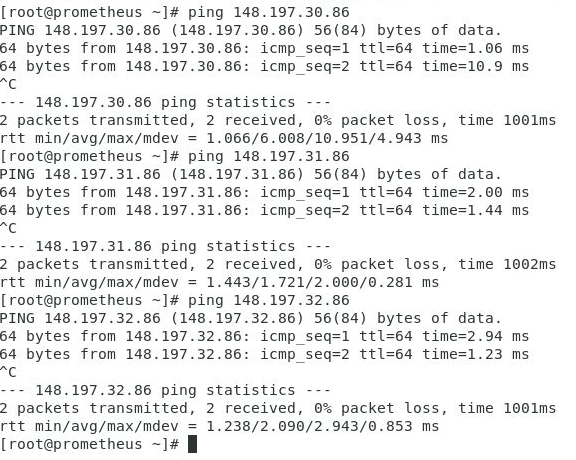 [root@prometheus ~]# ping 148.197.30.86
PING 148.197.30.86 (148.197.30.86) 56(84) bytes of data.
64 bytes from 148.197.30.86: icmp_seq=1 ttl=64 time=1.06 ms
64 bytes from 148.197.30.86: icmp_seq=2 ttl=64 time=10.9 ms
^C
--- 148.197.30.86 ping statistics ---
2 packets transmitted, 2 received, 0% packet loss, time 1001ms
rtt min/avg/max/mdev = 1.066/6.008/10.951/4.943 ms
[root@prometheus ~]# ping 148.197.31.86
PING 148.197.31.86 (148.197.31.86) 56(84) bytes of data.
64 bytes from 148.197.31.86: icmp_seq=1 ttl=64 time=2.00 ms
64 bytes from 148.197.31.86: icmp_seq=2 ttl=64 time=1.44 ms
^C
--- 148.197.31.86 ping statistics ---
2 packets transmitted, 2 received, 0% packet loss, time 1002ms
rtt min/avg/max/mdev = 1.443/1.721/2.000/0.281 ms
[root@prometheus ~]# ping 148.197.32.86
PING 148.197.32.86 (148.197.32.86) 56(84) bytes of data.
64 bytes from 148.197.32.86: icmp_seq=1 ttl=64 time=2.94 ms
64 bytes from 148.197.32.86: icmp_seq=2 ttl=64 time=1.23 ms
^C
--- 148.197.32.86 ping statistics ---
2 packets transmitted, 2 received, 0% packet loss, time 1001ms
rtt min/avg/max/mdev = 1.238/2.090/2.943/0.853 ms
[root@prometheus ~]#